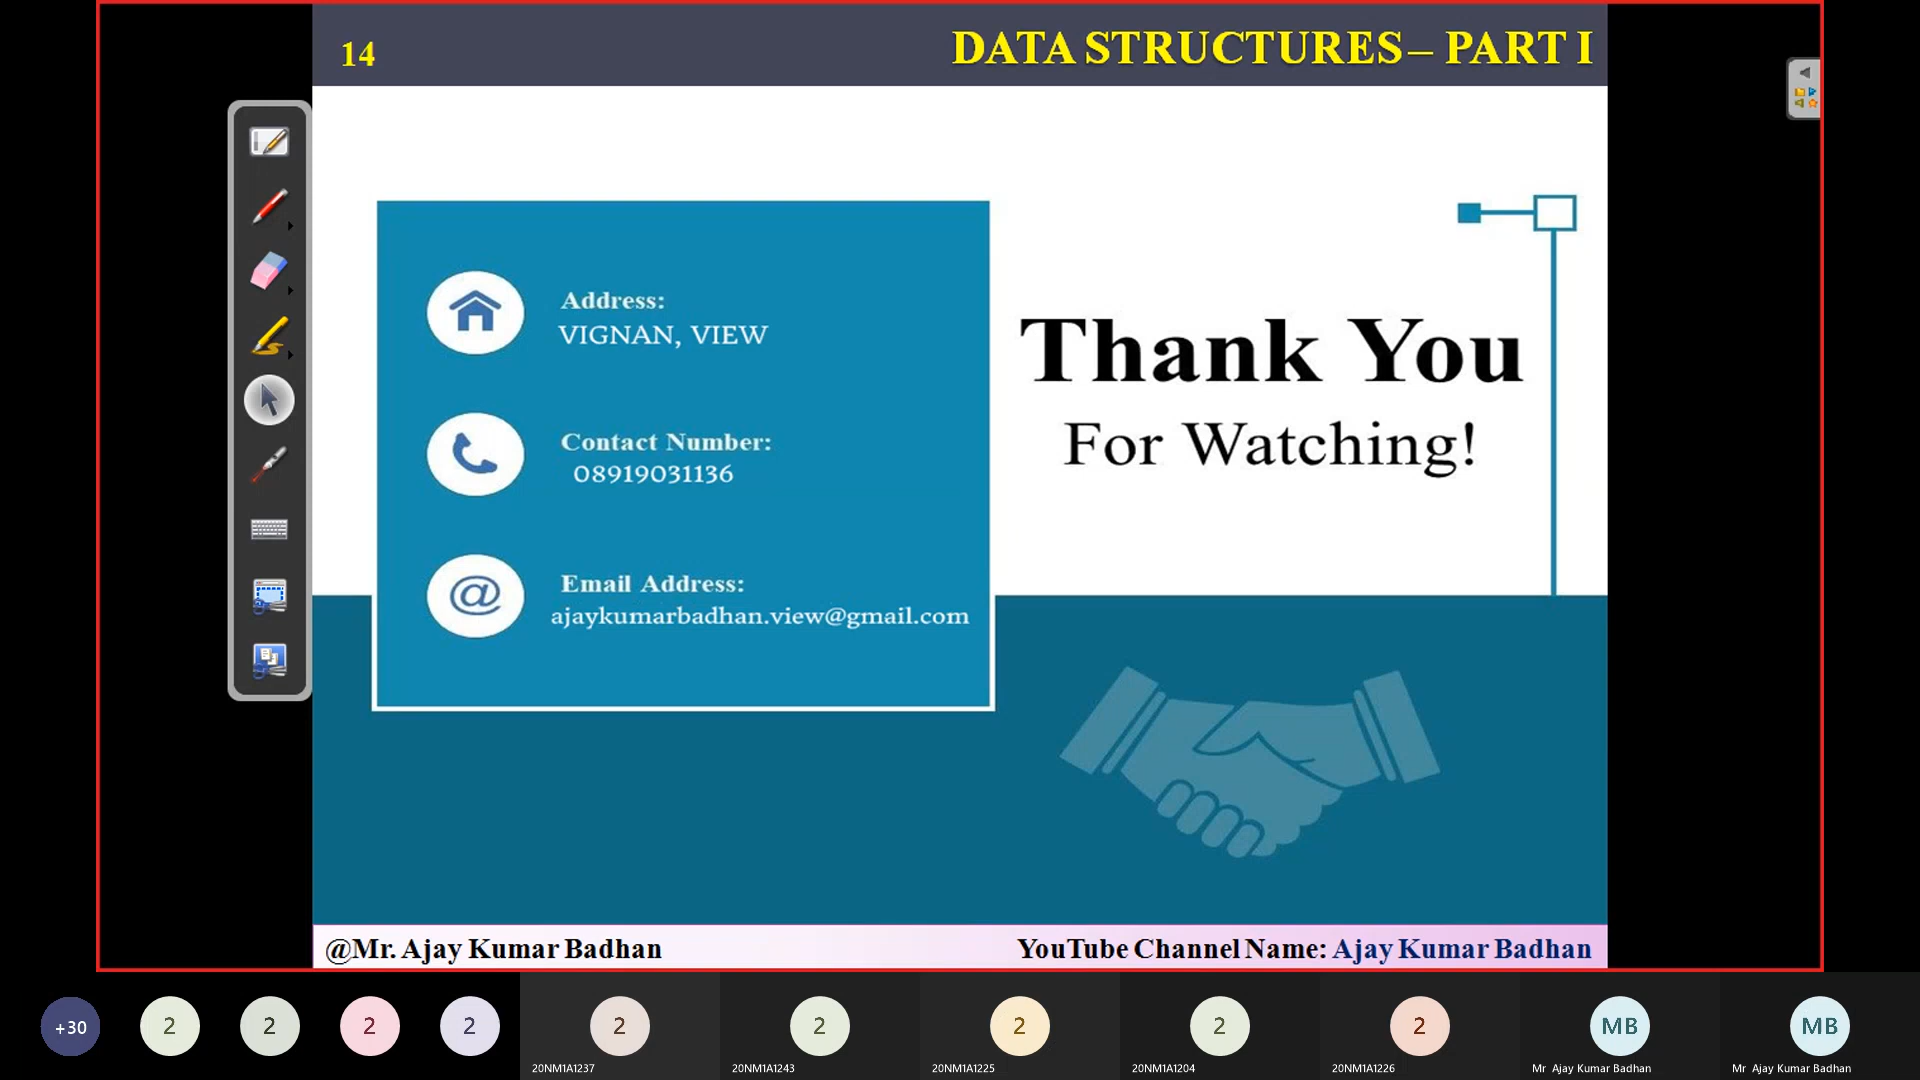 14
DATA STRUCTURES – PART I
Address:
VIGNAN, VIEW
Contact Number:
08919031136
@
Email Address:
ajaykumarbadhan.view@gmail.com
Thank You
For Watching!
@Mr. Ajay Kumar Badhan
YouTube Channel Name: Ajay Kumar Badhan
+30
2
2
2
2
2
2
2
2
2
MB
MB
20NM1A1237
20NM1A1243
20NM1A1225
20NM1A1204
20NM1A1226
Mr Ajay Kumar Badhan
Mr Ajay Kumar Badhan